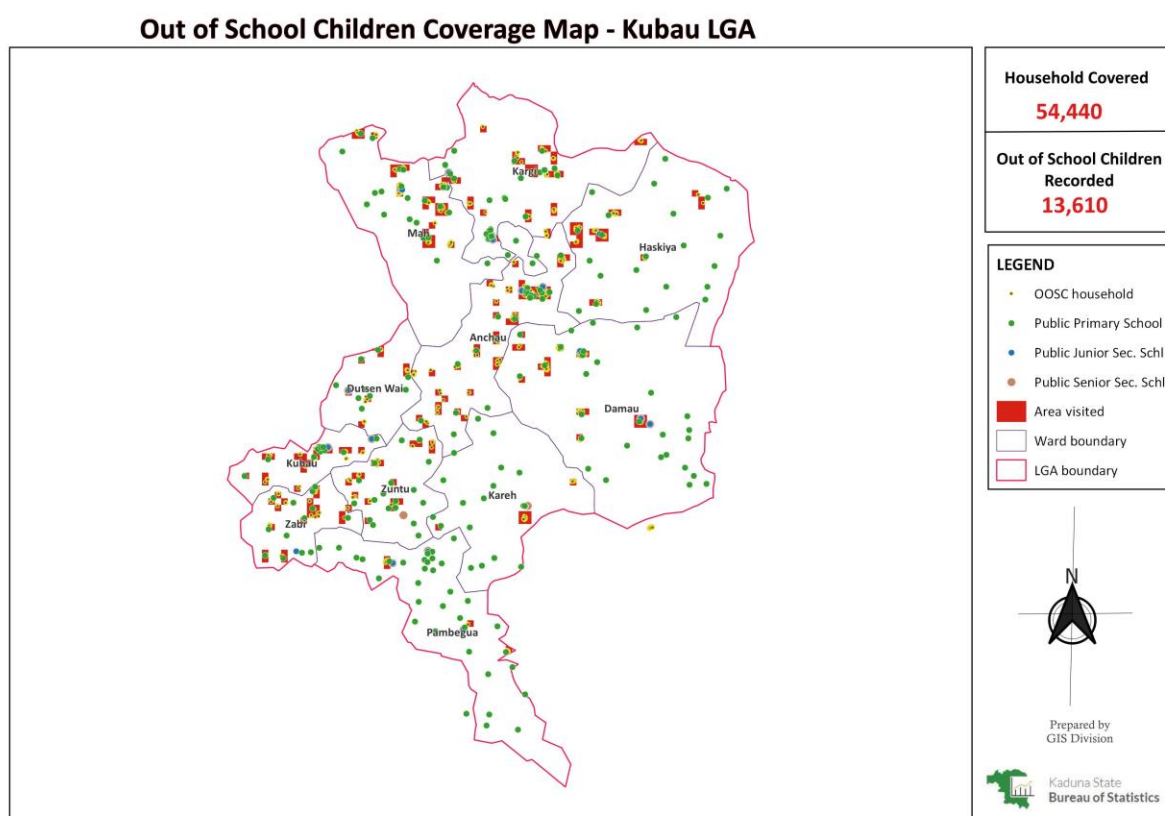 Out of School Children Coverage Map - Kubau LGA
Household Covered
54,440
Out of School Children
Recorded
13,610
LEGEND
OOSC household
Public Primary School
Public Junior Sec. Schl
Public Senior Sec. Schl
Area visited
Ward boundary
LGA boundary
Kargi
Mah
Haskiya
Anchau
Dutsen Wai
Damau
Kubau
Zuntu
Kareh
Zabi
Pambegua
N
Prepared by
GIS Division
Kaduna State
Bureau of Statistics